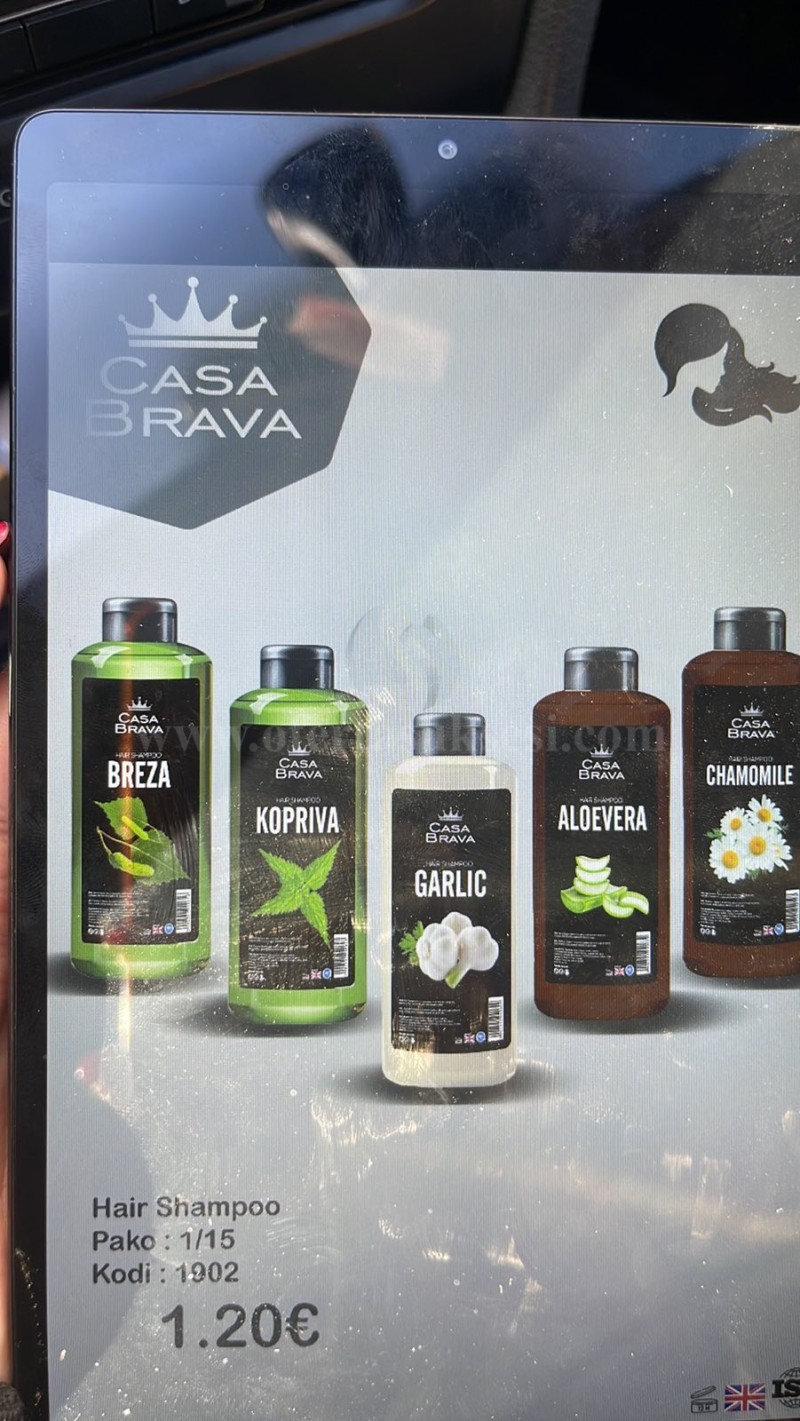 CASA
BRAVA
CASA
BRAVA
HAIR SHAMPOO
BREZA
CASA
BRAVA
HAIR SHAMPOO
KOPRIVA
CASA
BRAVA
HAIR SHAMPOO
GARLIC
CASA
BRAVA
HAIR SHAMPOO
ALOEVERA
CASA
BRAVA
HAIR SHAMPOO
CHAMOMILE
Hair Shampoo
Pako : 1/15
Kodi : 1902
1.20€